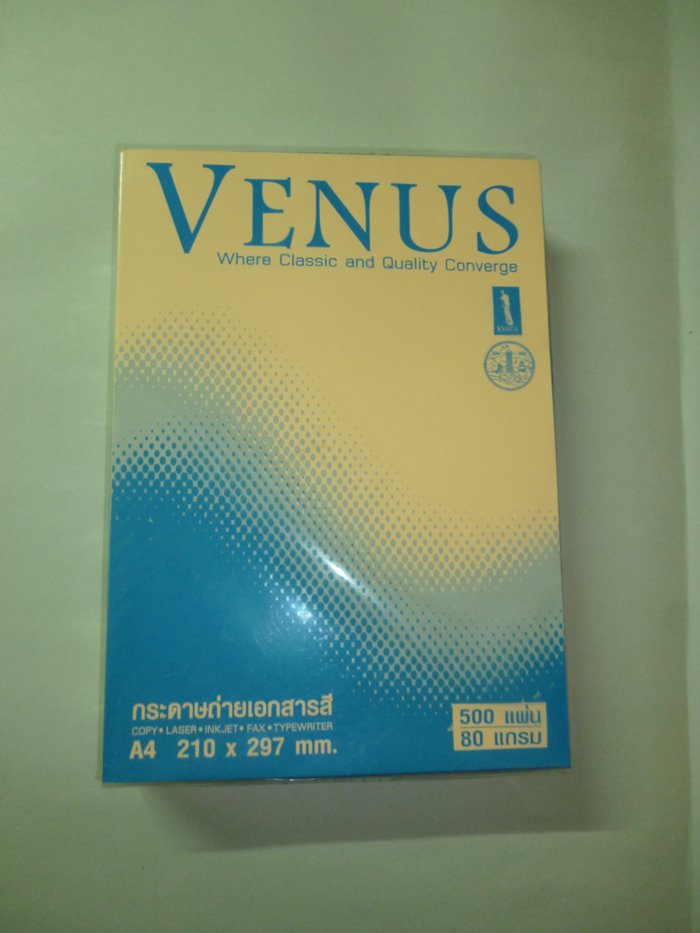 VENUS
Where Classic and Quality Converge
VENUS
กระดาษถ่ายเอกสารสี
COPY • LASER • INKJET • FAX • TYPEWRITER
A4 210 x 297 mm.
500 แผ่น
80 แกรม